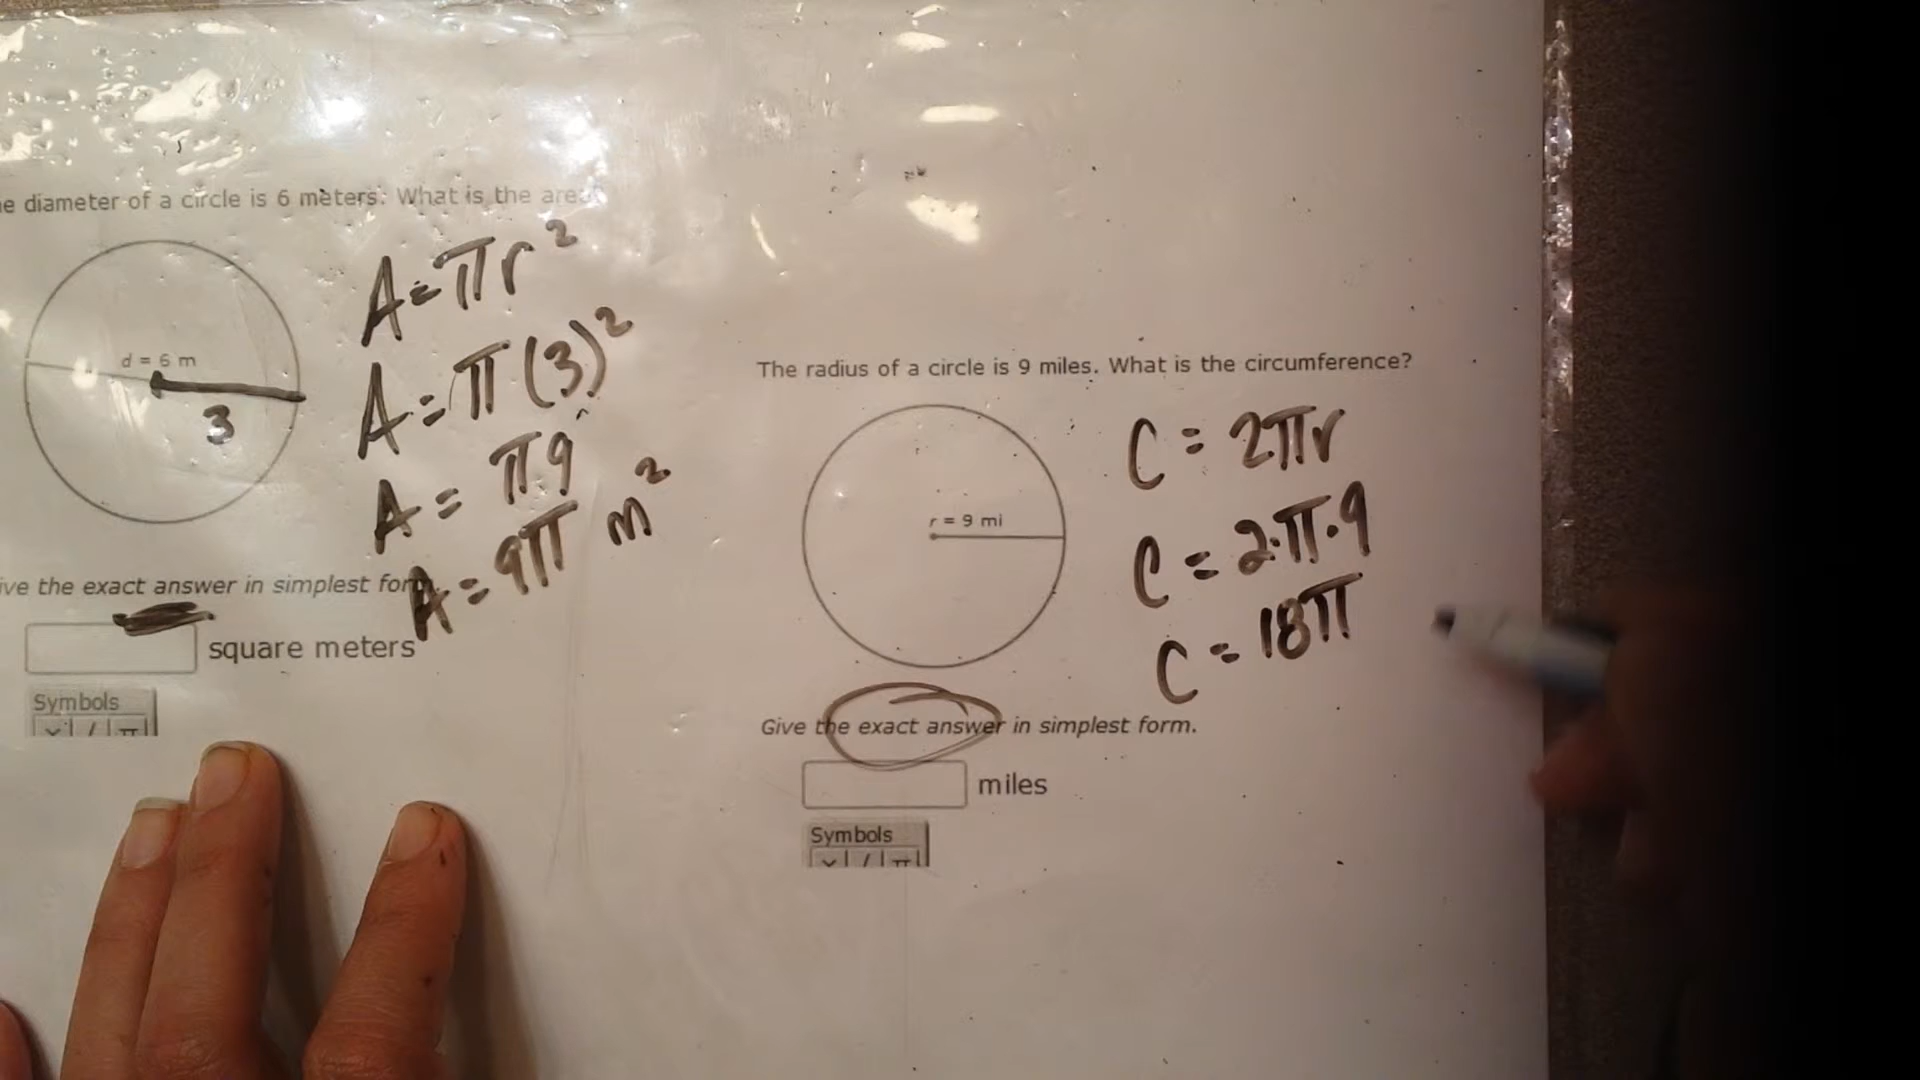 e diameter of a circle is 6 meters. What is the area?
d = 6 m
3
A = πr²
A = π(3)²
A = π9
A = 9π m²
ive the exact answer in simplest form.
square meters
Symbols
The radius of a circle is 9 miles. What is the circumference?
r = 9 mi
C = 2πr
C = 2·π·9
C = 18π
Give the exact answer in simplest form.
miles
Symbols